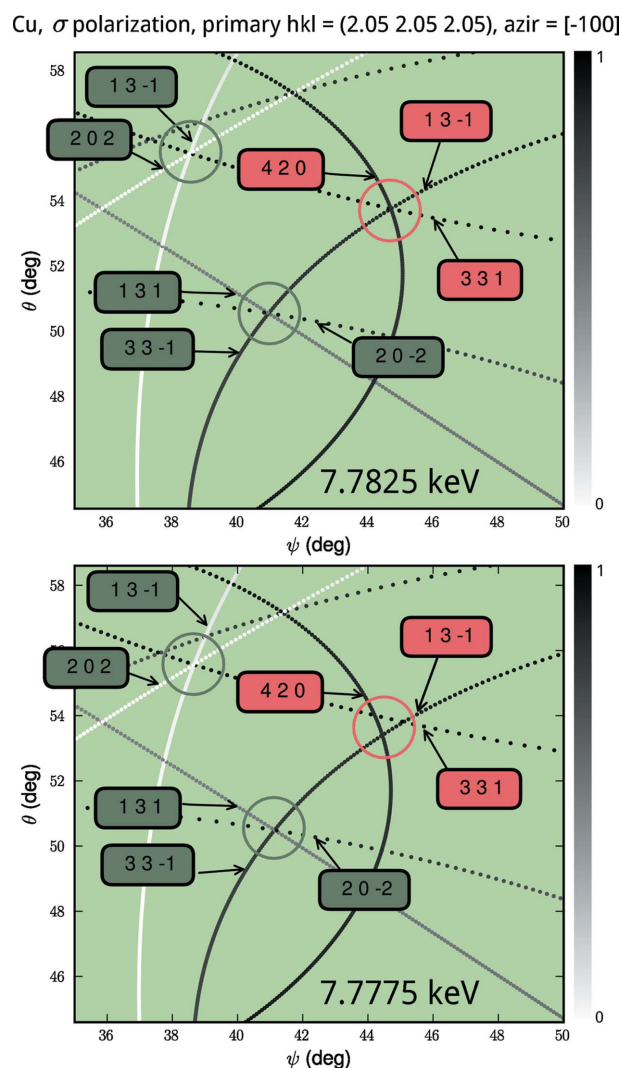 Cu, σ polarization, primary hkl = (2.05 2.05 2.05), azir = [-100]
58
56
54
52
50
48
46
θ (deg)
1 3 -1
2 0 2
4 2 0
1 3 -1
3 3 1
1 3 1
3 3 -1
2 0 -2
7.7825 keV
1
0
36
38
40
42
44
46
48
50
ψ (deg)
58
56
54
52
50
48
46
θ (deg)
1 3 -1
2 0 2
4 2 0
1 3 -1
3 3 1
1 3 1
3 3 -1
2 0 -2
7.7775 keV
1
0
36
38
40
42
44
46
48
50
ψ (deg)